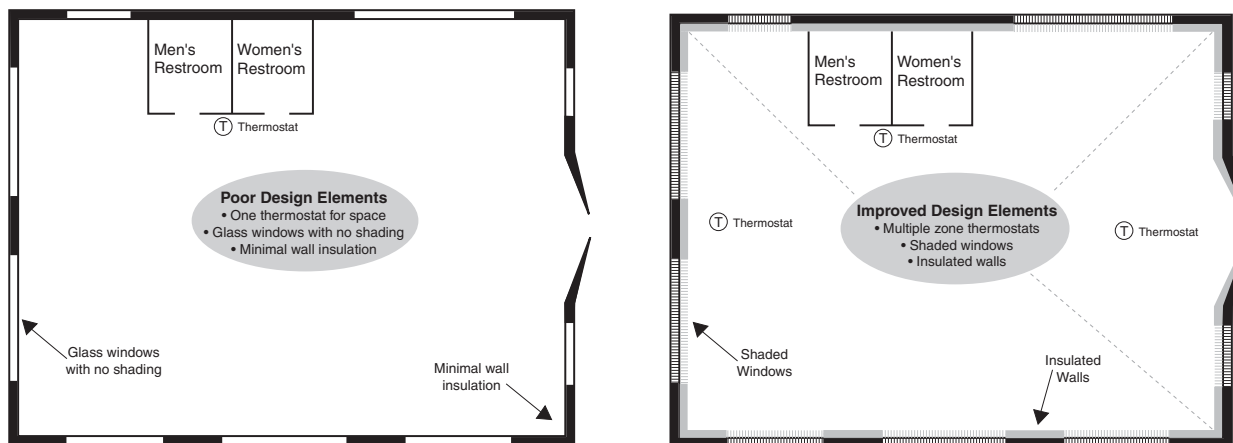 Men's
Restroom
Women's
Restroom
T Thermostat
Poor Design Elements
• One thermostat for space
• Glass windows with no shading
• Minimal wall insulation
Glass windows
with no shading
Minimal wall
insulation
Men's
Restroom
Women's
Restroom
T Thermostat
T Thermostat
Improved Design Elements
• Multiple zone thermostats
• Shaded windows
• Insulated walls
T Thermostat
Shaded
Windows
Insulated
Walls